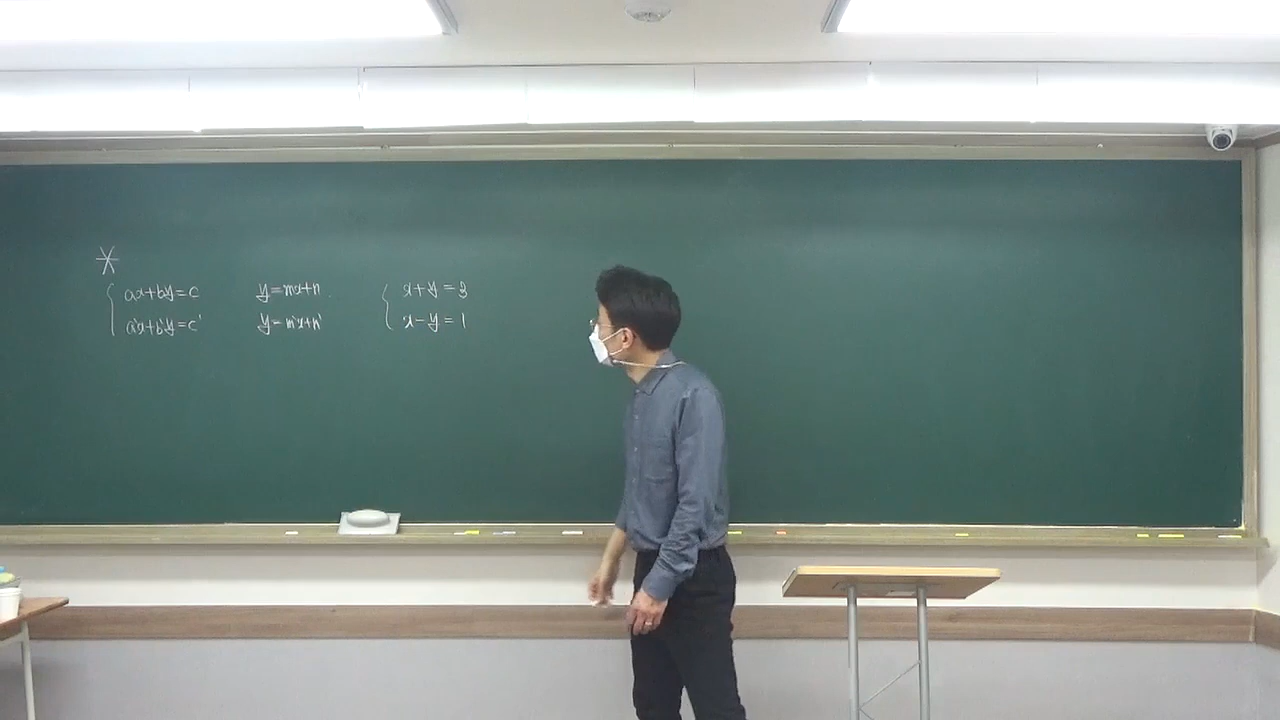 *
ax+by=c
a'x+b'y=c'
y=mx+n
y=m'x+n'
x+y=3
x-y=1